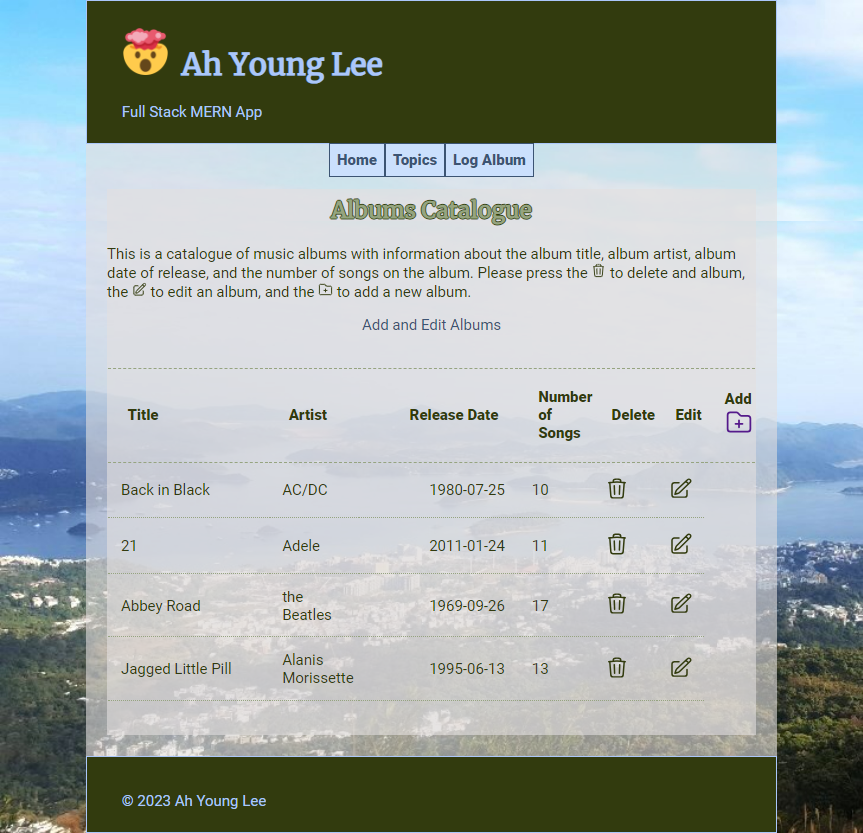 Ah Young Lee
Full Stack MERN App
Home Topics Log Album
Albums Catalogue
This is a catalogue of music albums with information about the album title, album artist, album
date of release, and the number of songs on the album. Please press the to delete and album,
the to edit an album, and the to add a new album.
Add and Edit Albums
Title Artist Release Date Number of Songs Delete Edit Add
Back in Black AC/DC 1980-07-25 10
21 Adele 2011-01-24 11
Abbey Road the Beatles 1969-09-26 17
Jagged Little Pill Alanis Morissette 1995-06-13 13
© 2023 Ah Young Lee